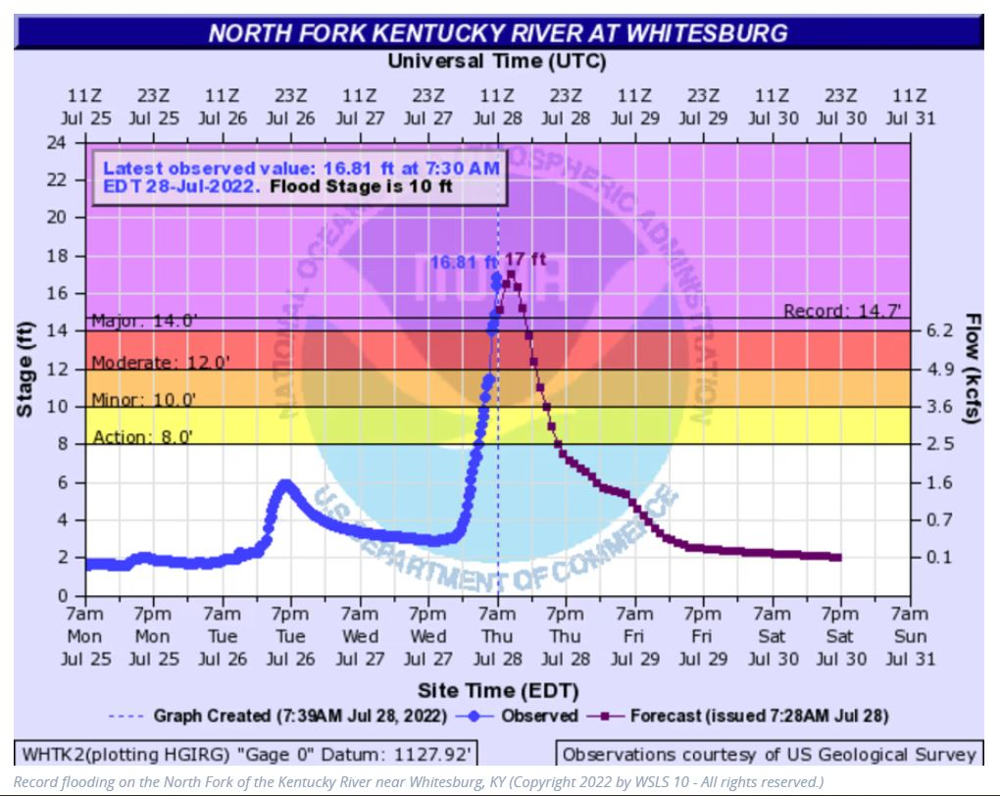 NORTH FORK KENTUCKY RIVER AT WHITESBURG
Universal Time (UTC)
11Z 23Z 11Z 23Z 11Z 23Z 11Z 23Z 11Z 23Z 11Z 23Z 11Z
Jul 25 Jul 25 Jul 26 Jul 26 Jul 27 Jul 27 Jul 28 Jul 28 Jul 29 Jul 29 Jul 30 Jul 30 Jul 31
Latest observed value: 16.81 ft at 7:30 AM
EDT 28-Jul-2022. Flood Stage is 10 ft
NATIONAL OCEANIC ATMOSPHERIC ADMINISTRATION
NOAA
U.S. DEPARTMENT OF COMMERCE
16.81 ft 17 ft
Record: 14.7'
Major: 14.0'
Moderate: 12.0'
Minor: 10.0'
Action: 8.0'
Stage (ft)
24
22
20
18
16
14
12
10
8
6
4
2
0
Flow (kcfs)
6.2
4.9
3.6
2.5
1.6
0.7
0.1
7am 7pm 7am 7pm 7am 7pm 7am 7pm 7am 7pm 7am 7pm 7am
Mon Mon Tue Tue Wed Wed Thu Thu Fri Fri Sat Sat Sun
Jul 25 Jul 25 Jul 26 Jul 26 Jul 27 Jul 27 Jul 28 Jul 28 Jul 29 Jul 29 Jul 30 Jul 30 Jul 31
Site Time (EDT)
Graph Created (7:39AM Jul 28, 2022) Observed Forecast (issued 7:28AM Jul 28)
WHTK2(plotting HGIRG) "Gage 0" Datum: 1127.92'
Observations courtesy of US Geological Survey
Record flooding on the North Fork of the Kentucky River near Whitesburg, KY (Copyright 2022 by WSLS 10 - All rights reserved.)